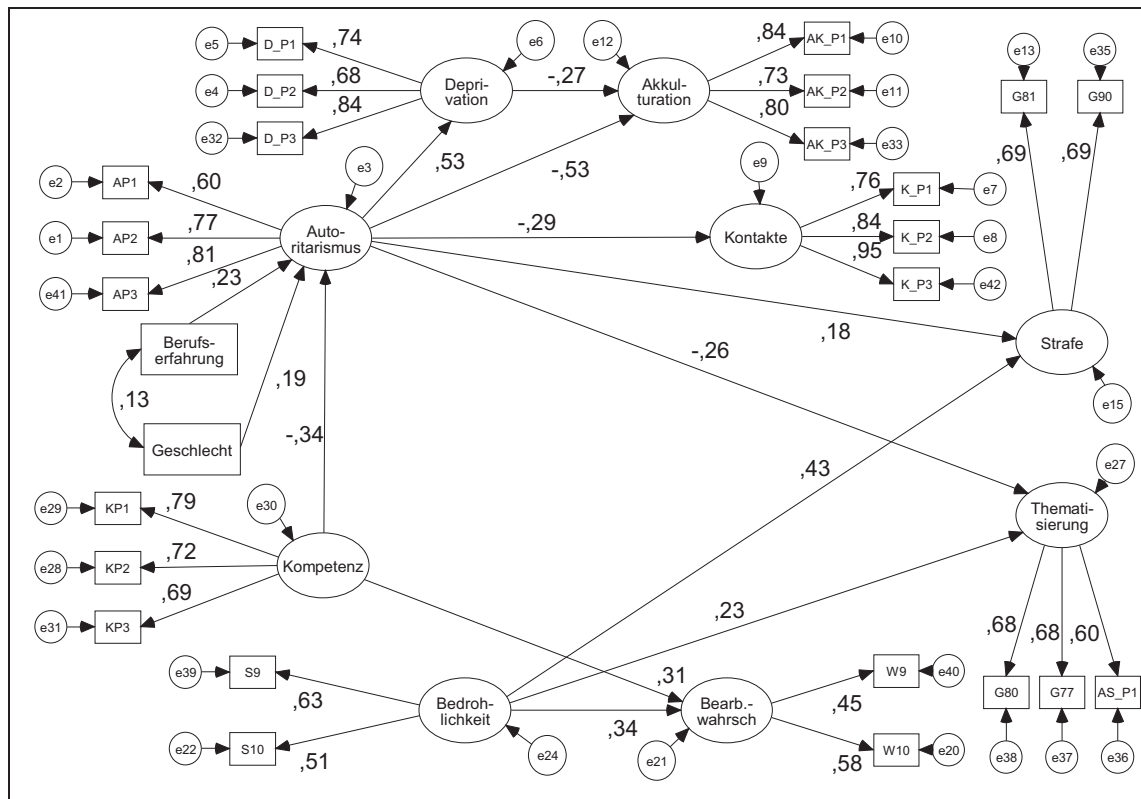 e5
D_P1
,74
e6
e12
,84
AK_P1
e10
e13
e35
e4
D_P2
,68
Depri-
vation
-,27
Akkul-
turation
,73
AK_P2
e11
G81
G90
e32
D_P3
,84
,80
AK_P3
e33
,53
-,53
,69
,69
e2
AP1
,60
e3
e9
,76
K_P1
e7
e1
AP2
,77
Auto-
ritarismus
-,29
Kontakte
,84
K_P2
e8
e41
AP3
,81
,23
,95
K_P3
e42
Berufs-
erfahrung
,18
Strafe
-,26
,13
,19
e15
Geschlecht
-,34
,43
e27
e29
KP1
,79
e30
Themati-
sierung
e28
KP2
,72
Kompetenz
e31
KP3
,69
,23
,68
,68
,60
e39
S9
,63
Bedroh-
lichkeit
,31
,34
Bearb.-
wahrsch
W9
e40
,45
G80
G77
AS_P1
e22
S10
,51
e24
e21
W10
e20
,58
e38
e37
e36